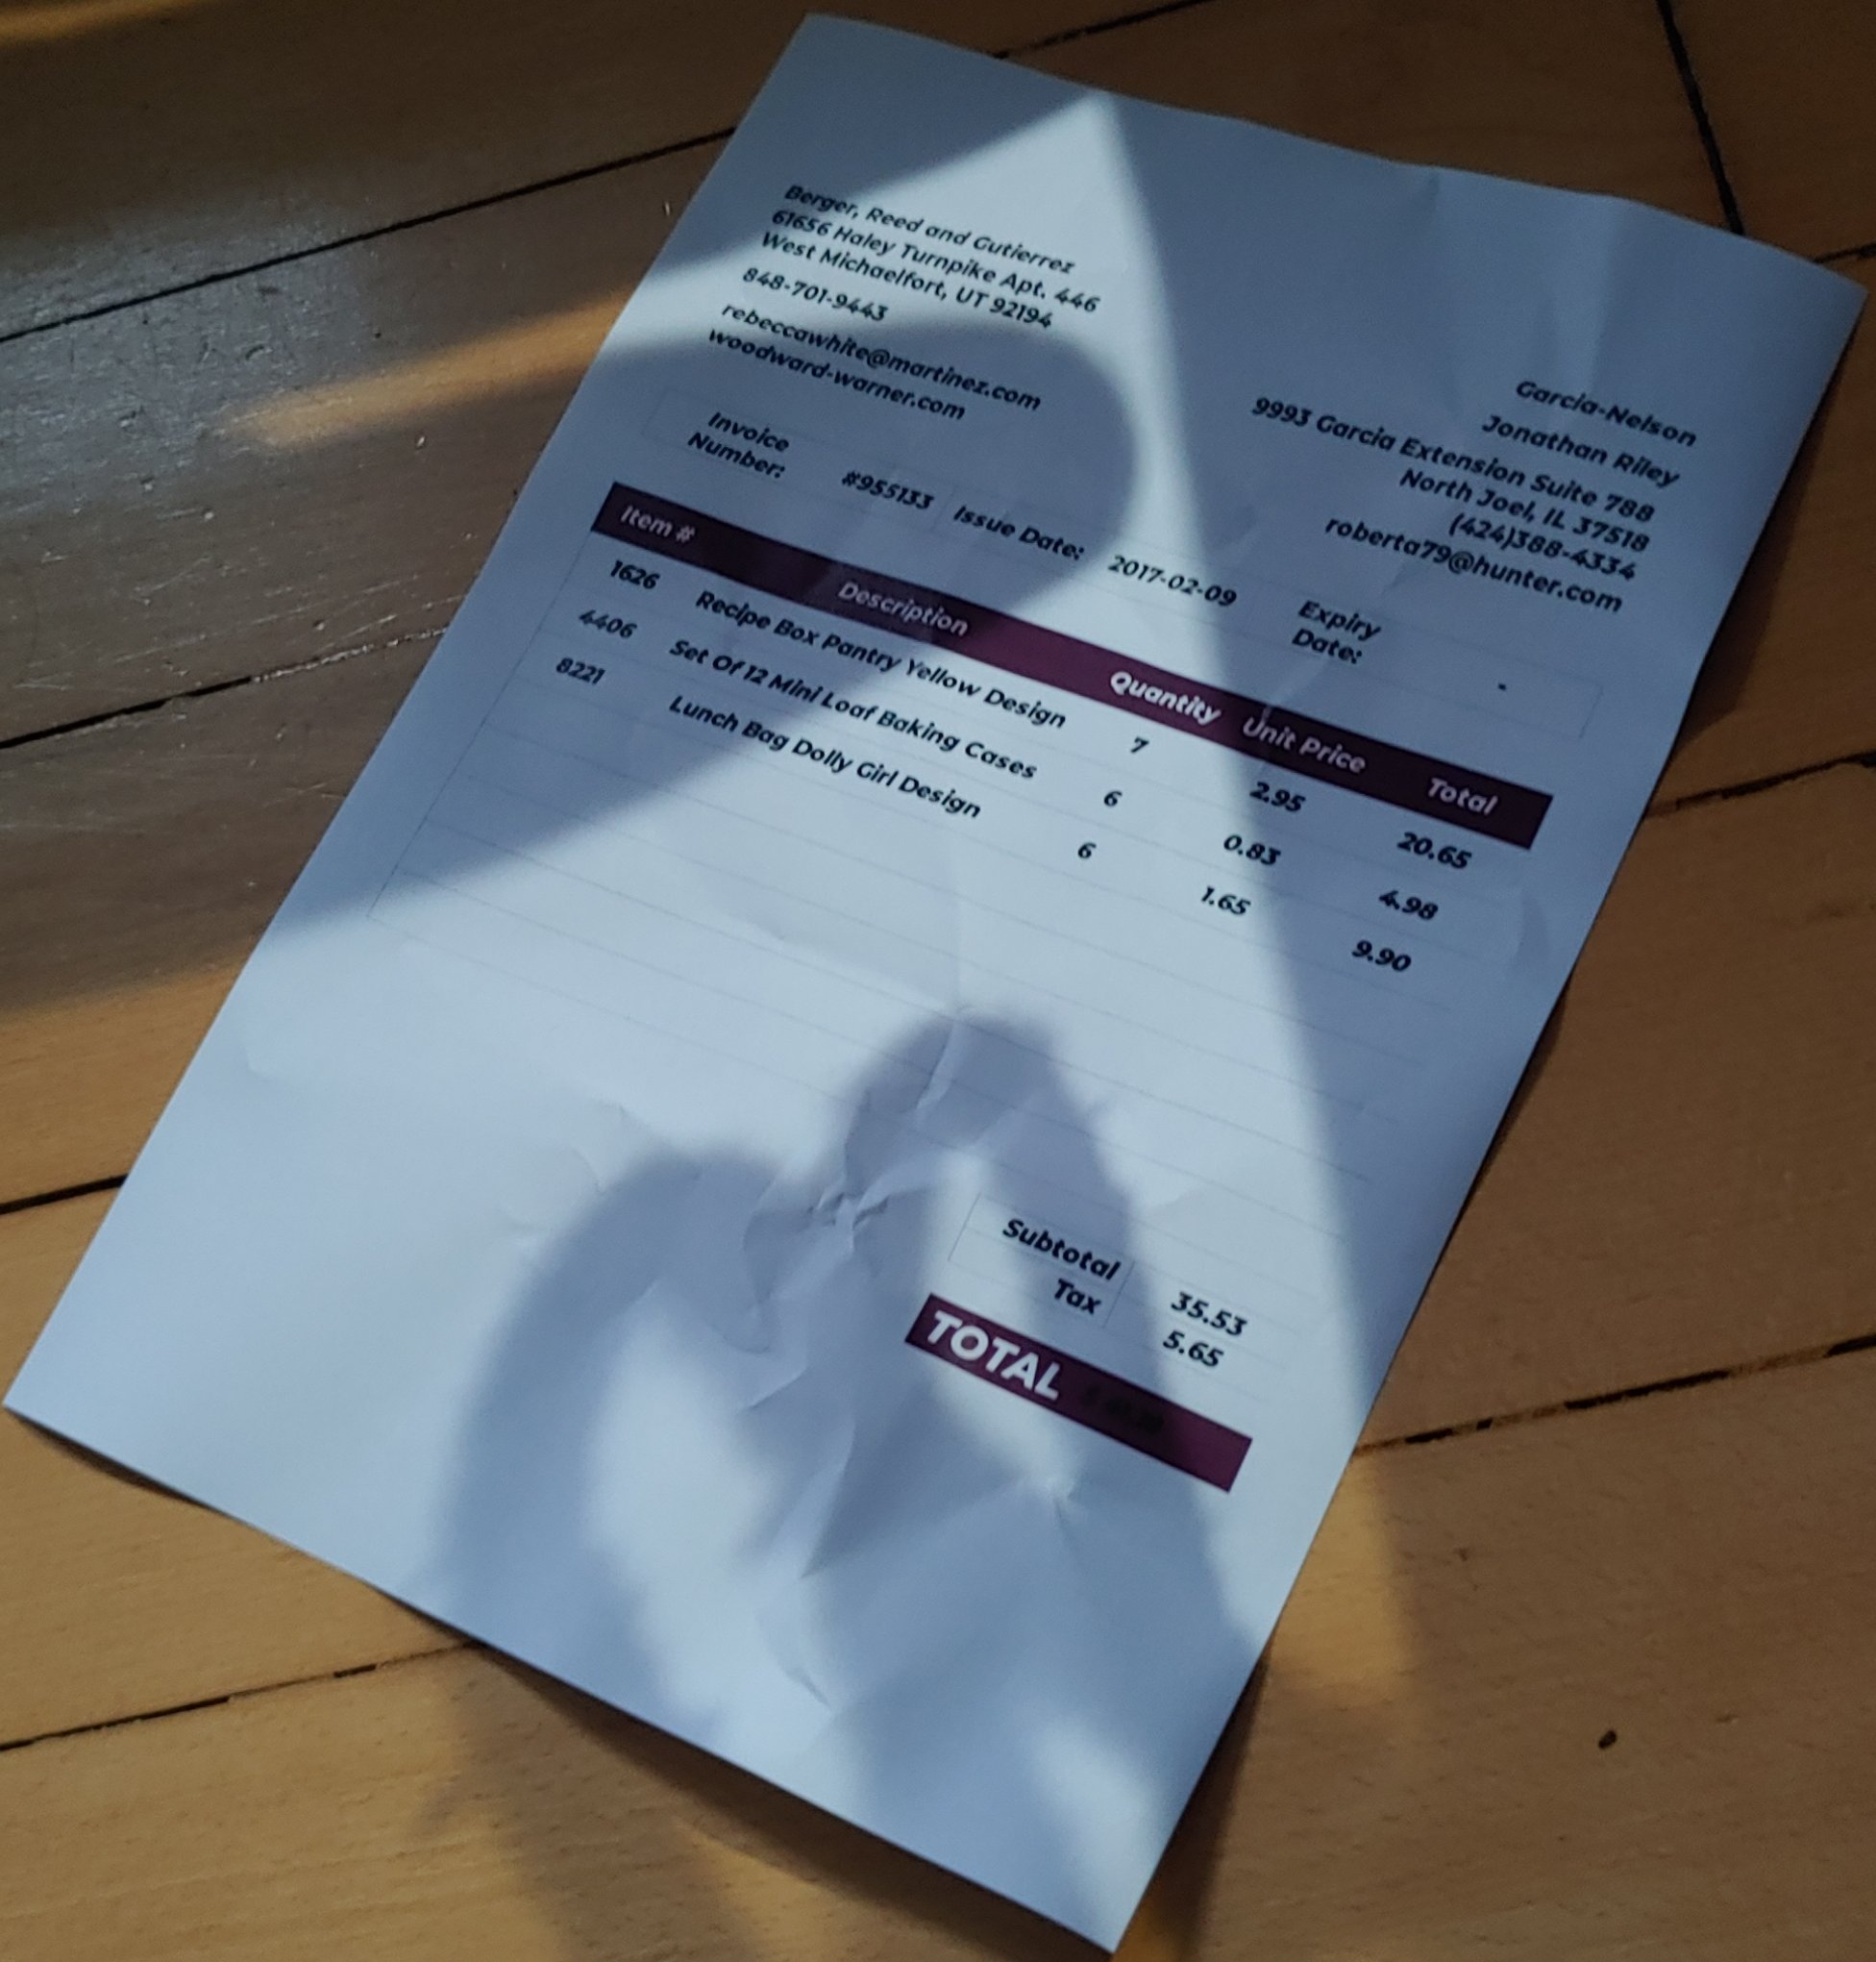 Berger, Reed and Gutierrez
61656 Haley Turnpike Apt. 446
West Michaelfort, UT 92194
848-701-9443
rebeccawhite@martinez.com
woodward-warner.com
Garcia-Nelson
Jonathan Riley
9993 Garcia Extension Suite 788
North Joel, IL 37518
(424)388-4334
roberta79@hunter.com
Invoice
Number:
#955133
Issue Date:
2017-02-09
Expiry
Date:
-
Item # Description Quantity Unit Price Total
1626 Recipe Box Pantry Yellow Design 7 2.95 20.65
4406 Set Of 12 Mini Loaf Baking Cases 6 0.83 4.98
8221 Lunch Bag Dolly Girl Design 6 1.65 9.90
Subtotal 35.53
Tax 5.65
TOTAL